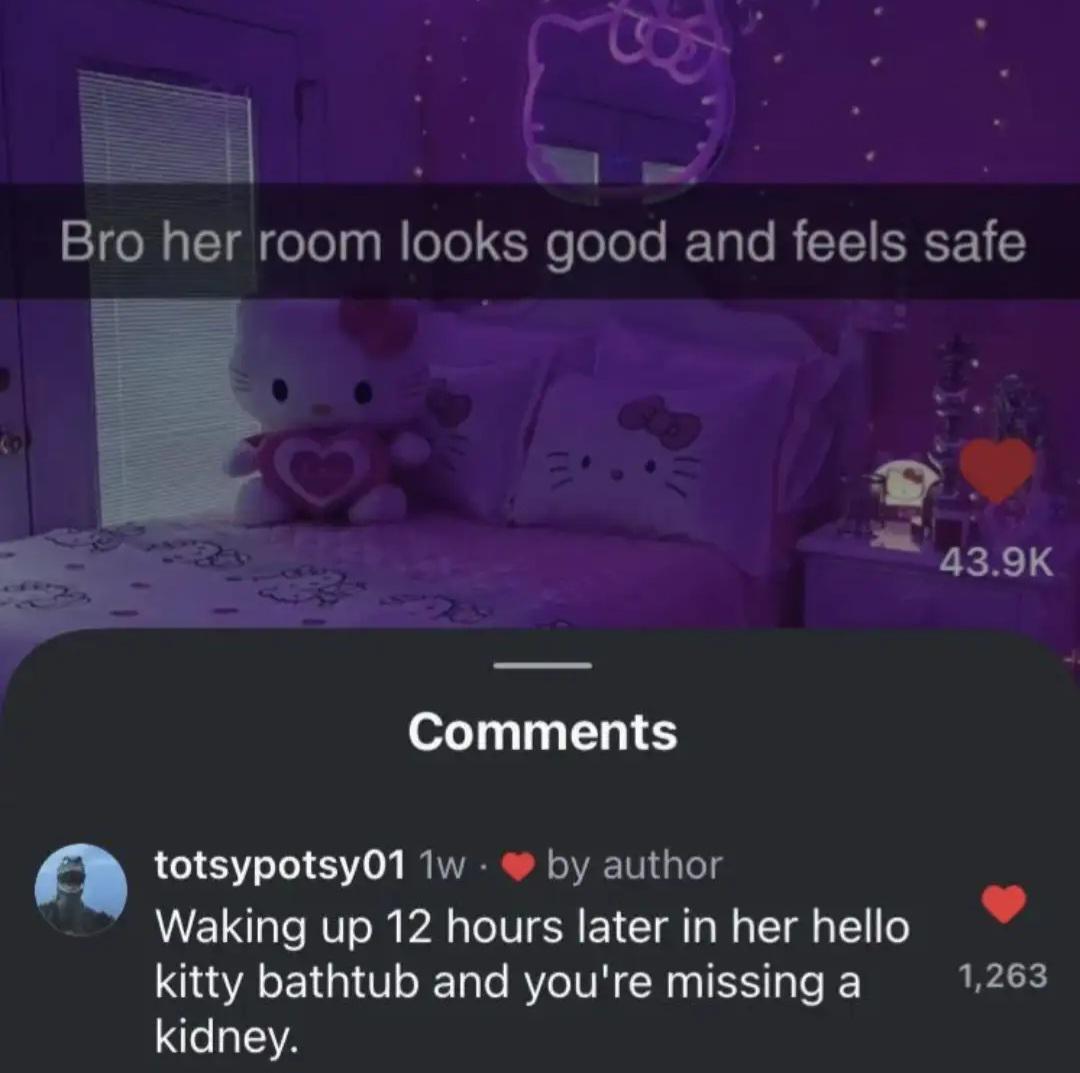 Bro her room looks good and feels safe
43.9K
Comments
totsypotsy01 1w · ❤️ by author
Waking up 12 hours later in her hello
kitty bathtub and you're missing a
kidney.
1,263